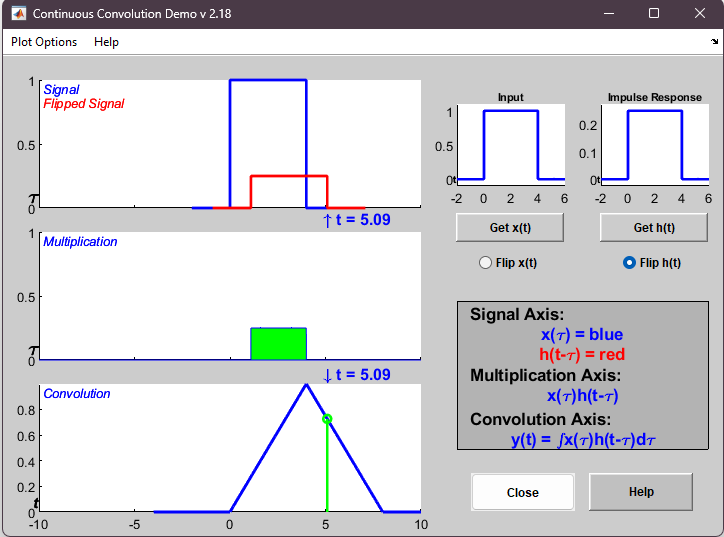 Continuous Convolution Demo v 2.18
Plot Options Help
Signal
Flipped Signal
1
0.5
0
τ
↑ t = 5.09
Multiplication
1
0.5
0
τ
↓ t = 5.09
Convolution
0.8
0.6
0.4
0.2
0
t
-10 -5 0 5 10
Input
1
0.5
0
t
-2 0 2 4 6
Impulse Response
0.2
0.1
0
t
-2 0 2 4 6
Get x(t) Get h(t)
Flip x(t) Flip h(t)
Signal Axis:
x(τ) = blue
h(t-τ) = red
Multiplication Axis:
x(τ)h(t-τ)
Convolution Axis:
y(t) = ∫x(τ)h(t-τ)dτ
Close Help